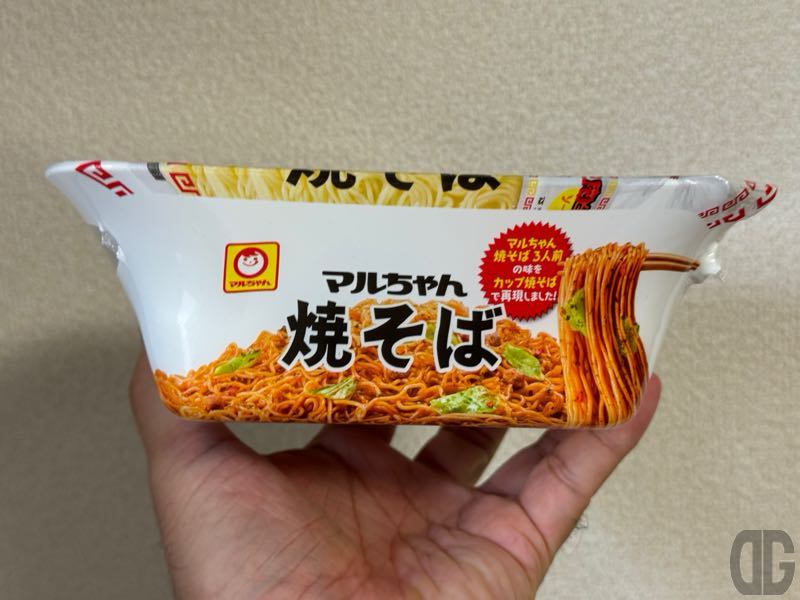 焼そば
マルちゃん
マルちゃん
焼そば 3人前
の味を
カップ焼そば
で再現しました!
マルちゃん
焼そば
DG